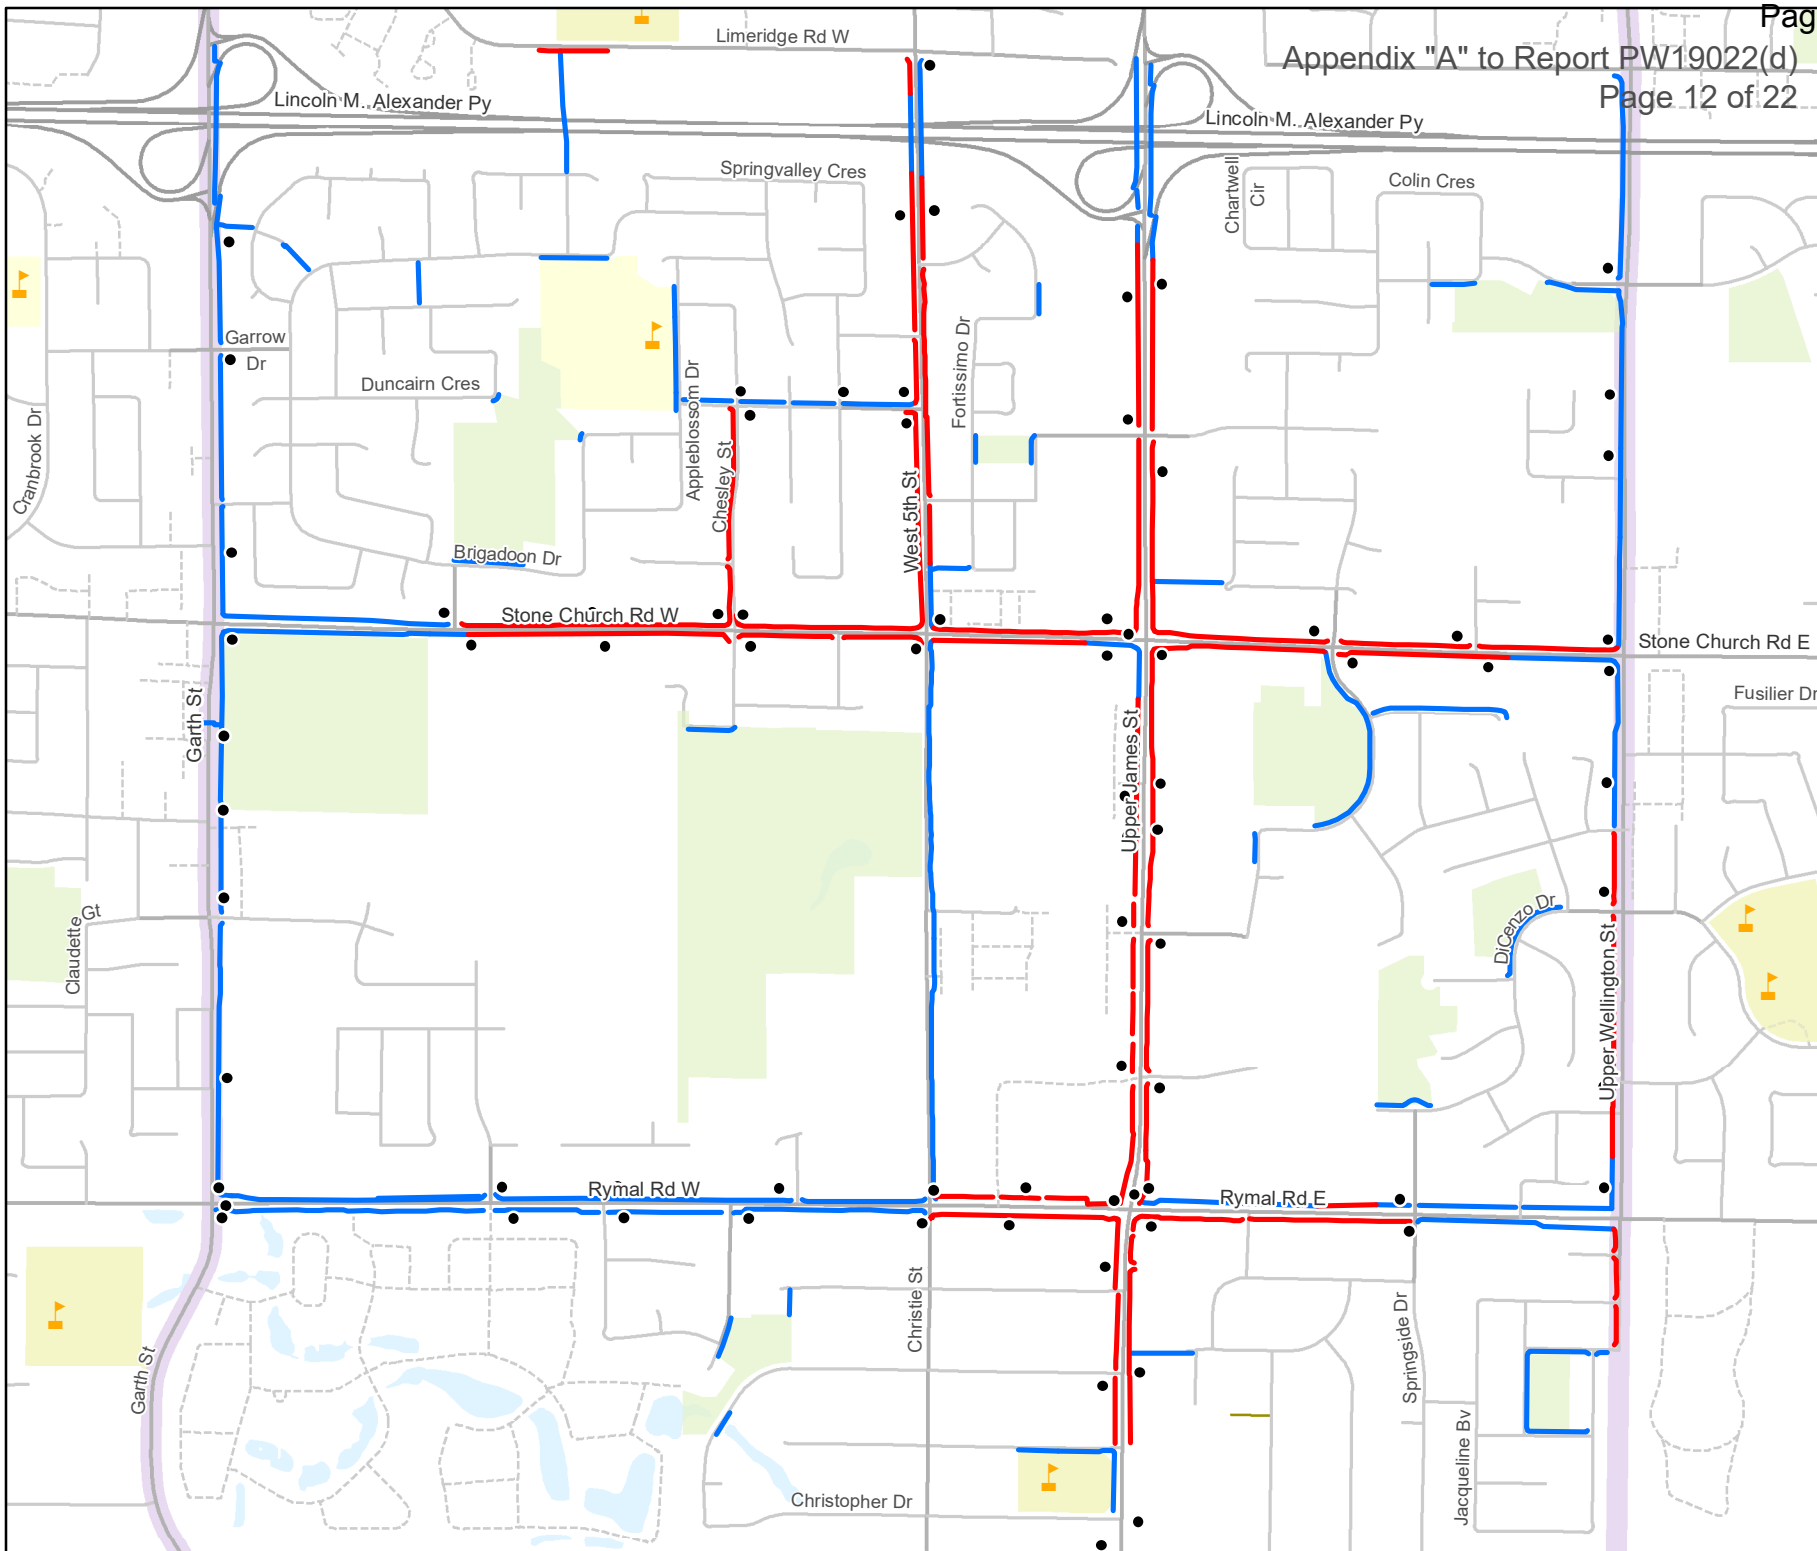 Pag
Appendix "A" to Report PW19022(d)
Page 12 of 22
Limeridge Rd W
Lincoln M. Alexander Py
Lincoln M. Alexander Py
Springvalley Cres
Chartwell
Cir
Colin Cres
Garrow
Dr
Duncairn Cres
Appleblossom Dr
Fortissimo Dr
Cranbrook Dr
Chesley St
West 5th St
Brigadoon Dr
Stone Church Rd W
Stone Church Rd E
Garth St
Fusilier Dr
Upper James St
Claudette Gt
DiCenzo Dr
Upper Wellington St
Rymal Rd W
Rymal Rd E
Christie St
Springside Dr
Garth St
Jacqueline Bv
Christopher Dr